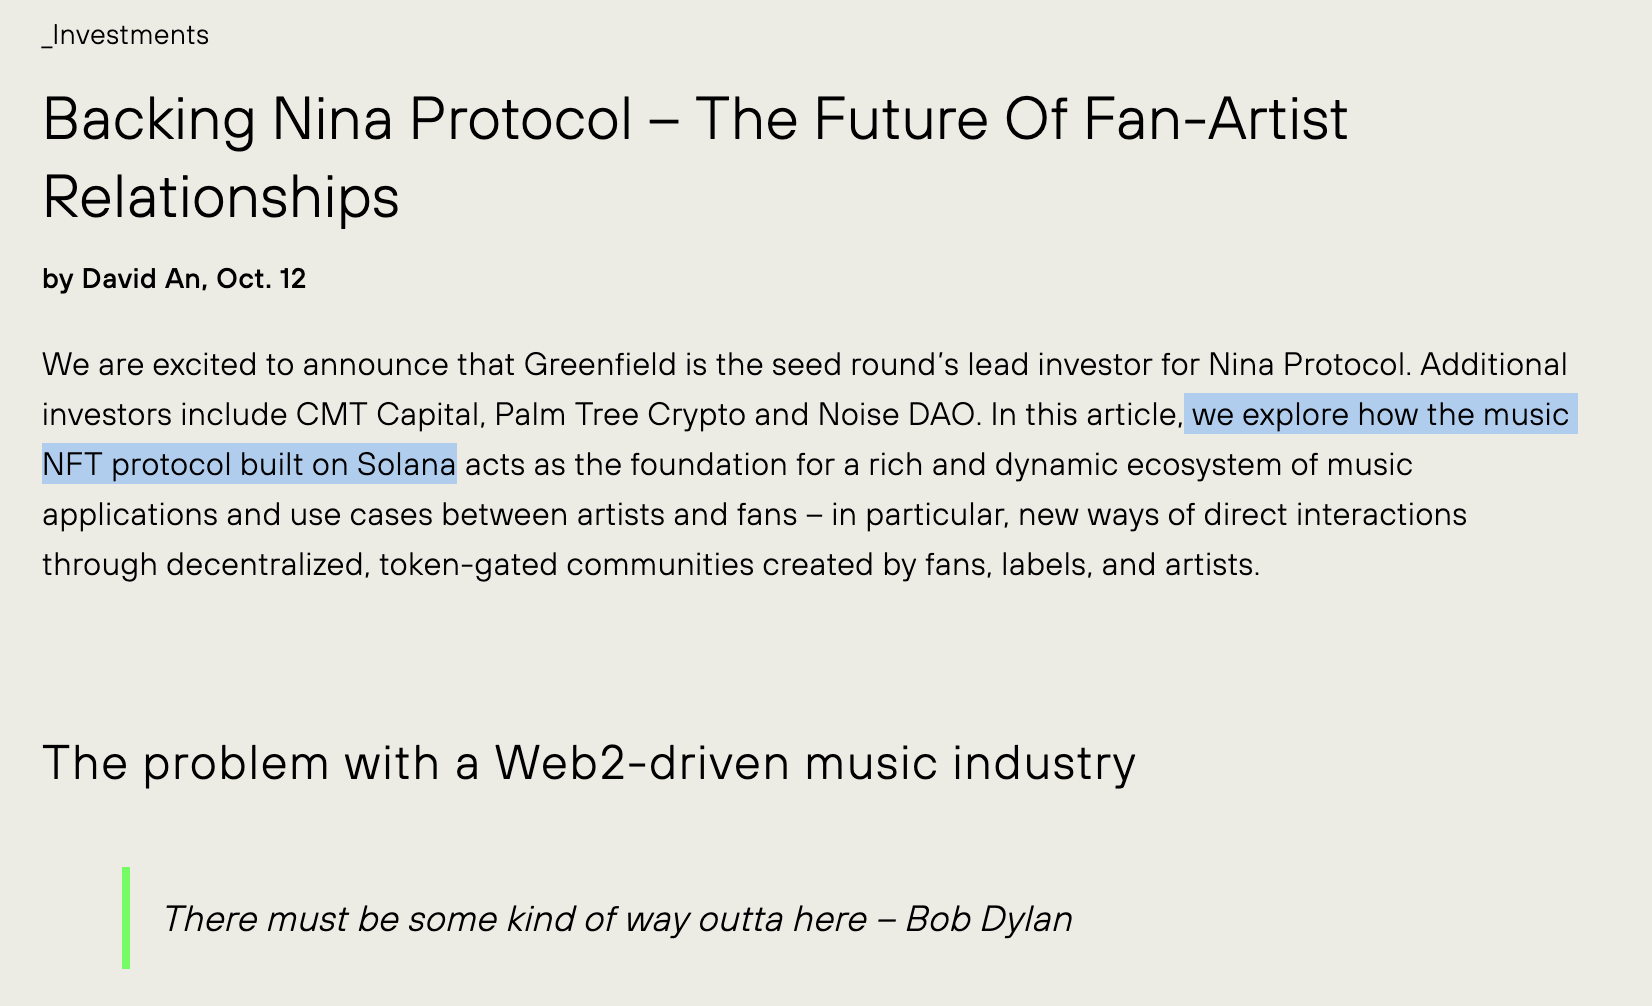 _Investments
Backing Nina Protocol – The Future Of Fan-Artist
Relationships
by David An, Oct. 12
We are excited to announce that Greenfield is the seed round’s lead investor for Nina Protocol. Additional
investors include CMT Capital, Palm Tree Crypto and Noise DAO. In this article, we explore how the music
NFT protocol built on Solana acts as the foundation for a rich and dynamic ecosystem of music
applications and use cases between artists and fans – in particular, new ways of direct interactions
through decentralized, token-gated communities created by fans, labels, and artists.
The problem with a Web2-driven music industry
There must be some kind of way outta here – Bob Dylan